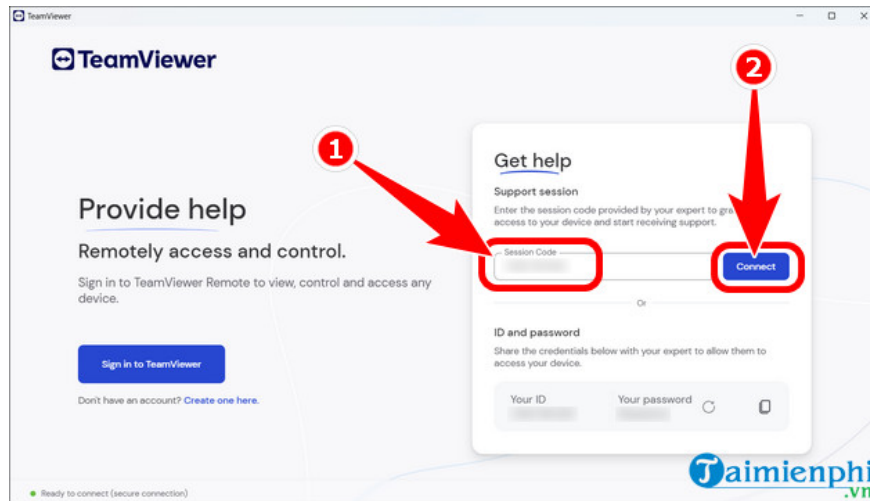 TeamViewer
TeamViewer
1
2
Provide help
Remotely access and control.
Sign in to TeamViewer Remote to view, control and access any
device.
Sign in to TeamViewer
Don't have an account? Create one here.
Get help
Support session
Enter the session code provided by your expert to
access to your device and start receiving support.
Session Code
Connect
Or
ID and password
Share the credentials below with your expert to allow them to
access your device.
Your ID
Your password
Ready to connect (secure connection)
Taimienphi
.vn